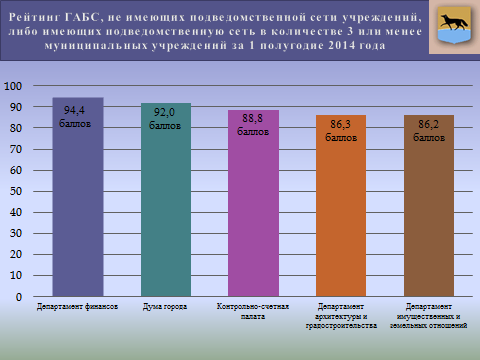 Рейтинг ГАБС, не имеющих подведомственной сети учреждений,
либо имеющих подведомственную сеть в количестве 3 или менее
муниципальных учреждений за 1 полугодие 2014 года
100
90
80
70
60
50
40
30
20
10
0
94,4
баллов
92,0
баллов
88,8
баллов
86,3
баллов
86,2
баллов
Департамент финансов
Дума города
Контрольно-счетная
палата
Департамент
архитектуры и
градостроительства
Департамент
имущественных и
земельных отношений